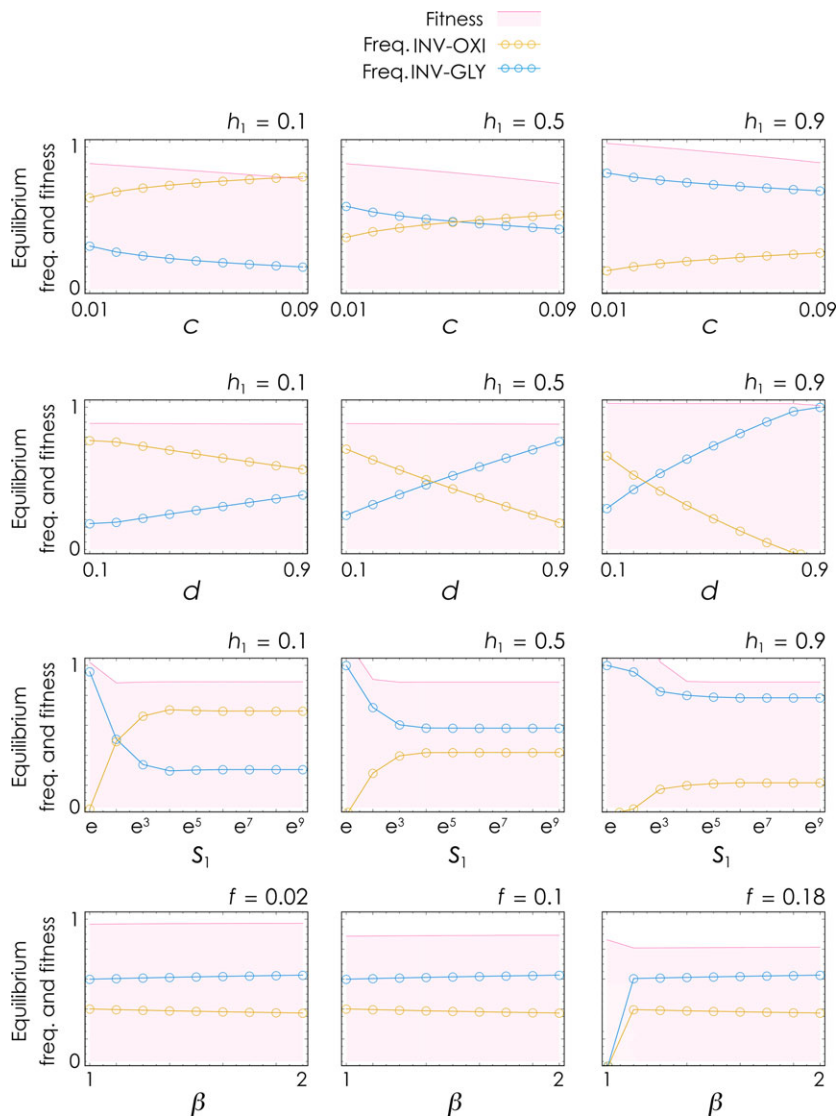 Fitness
Freq. INV-OXI
Freq. INV-GLY
h₁ = 0.1
h₁ = 0.5
h₁ = 0.9
Equilibrium
freq. and fitness
1
0
0.01
0.09
0.01
0.09
0.01
0.09
c
c
c
h₁ = 0.1
h₁ = 0.5
h₁ = 0.9
Equilibrium
freq. and fitness
1
0
0.1
0.9
0.1
0.9
0.1
0.9
d
d
d
h₁ = 0.1
h₁ = 0.5
h₁ = 0.9
Equilibrium
freq. and fitness
1
0
e e³ e⁵ e⁷ e⁹
e e³ e⁵ e⁷ e⁹
e e³ e⁵ e⁷ e⁹
s₁
s₁
s₁
f = 0.02
f = 0.1
f = 0.18
Equilibrium
freq. and fitness
1
0
1
2
1
2
1
2
β
β
β